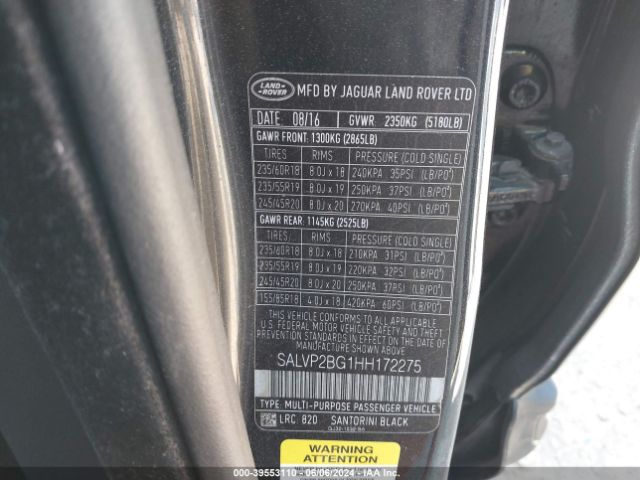 LAND ROVER
MFD BY JAGUAR LAND ROVER LTD
DATE 08/16 GVWR 2350KG (5180LB)
GAWR FRONT: 1300KG (2865LB)
TIRES RIMS PRESSURE (COLD SINGLE)
235/60R18 8.0J x 18 240KPA 35PSI (LB/PO²)
235/55R19 8.0J x 19 250KPA 37PSI (LB/PO²)
245/45R20 8.0J x 20 270KPA 40PSI (LB/PO²)
GAWR REAR: 1145KG (2525LB)
TIRES RIMS PRESSURE (COLD SINGLE)
235/60R18 8.0J x 18 210KPA 31PSI (LB/PO²)
235/55R19 8.0J x 19 220KPA 32PSI (LB/PO²)
245/45R20 8.0J x 20 250KPA 37PSI (LB/PO²)
155/85R18 4.0J x 18 420KPA 60PSI (LB/PO²)
THIS VEHICLE CONFORMS TO ALL APPLICABLE
U.S. FEDERAL MOTOR VEHICLE SAFETY AND THEFT
PREVENTION STANDARDS IN EFFECT ON THE DATE
OF MANUFACTURE SHOWN ABOVE
SALVP2BG1HH172275
TYPE: MULTI-PURPOSE PASSENGER VEHICLE
LRC 820 SANTORINI BLACK
WARNING
ATTENTION
00-39553110 - 06/06/2024 - IAA Inc.